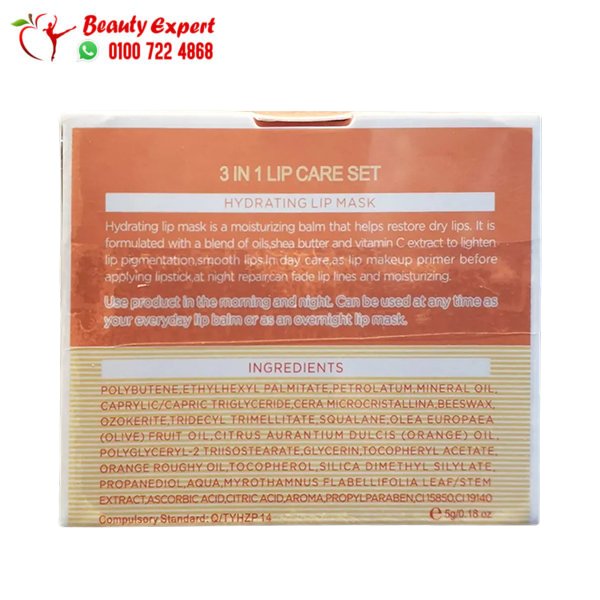 Beauty Expert
0100 722 4868
3 IN 1 LIP CARE SET
HYDRATING LIP MASK
Hydrating lip mask is a moisturizing balm that helps restore dry lips. It is
formulated with a blend of oils,shea butter and vitamin C extract to lighten
lip pigmentation,smooth lips.In day care,as lip makeup primer before
applying lipstick,at night repair,can fade lip lines and moisturizing.
Use product in the morning and night. Can be used at any time as
your everyday lip balm or as an overnight lip mask.
INGREDIENTS
POLYBUTENE,ETHYLHEXYL PALMITATE,PETROLATUM,MINERAL OIL,
CAPRYLIC/CAPRIC TRIGLYCERIDE,CERA MICROCRISTALLINA,BEESWAX,
OZOKERITE,TRIDECYL TRIMELLITATE,SQUALANE,OLEA EUROPAEA
(OLIVE) FRUIT OIL,CITRUS AURANTIUM DULCIS (ORANGE) OIL,
POLYGLYCERYL-2 TRIISOSTEARATE,GLYCERIN,TOCOPHERYL ACETATE,
ORANGE ROUGHY OIL,TOCOPHEROL,SILICA DIMETHYL SILYLATE,
PROPANEDIOL,AQUA,MYROTHAMNUS FLABELLIFOLIA LEAF/STEM
EXTRACT,ASCORBIC ACID,CITRIC ACID,AROMA,PROPYLPARABEN,CI 15850,CI 19140
Compulsory Standard: Q/TYHZP 14
℮ 5g/0.18 oz